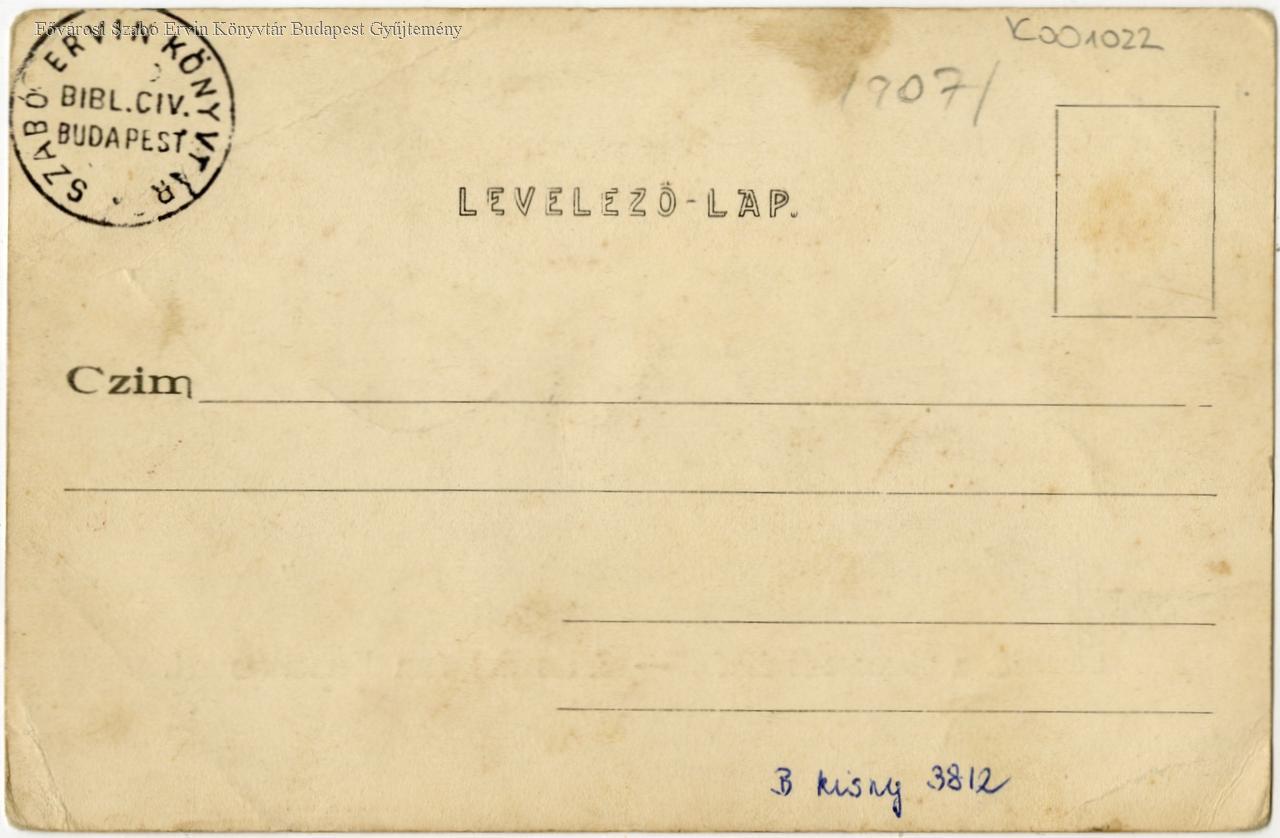 Fővárosi Szabó Ervin Könyvtár Budapest Gyűjtemény
K001022
1907/
SZABÓ ERVIN KÖNYVTÁR
BIBL. CIV.
BUDAPEST
LEVELEZŐ-LAP.
Czim
B kisny 3812